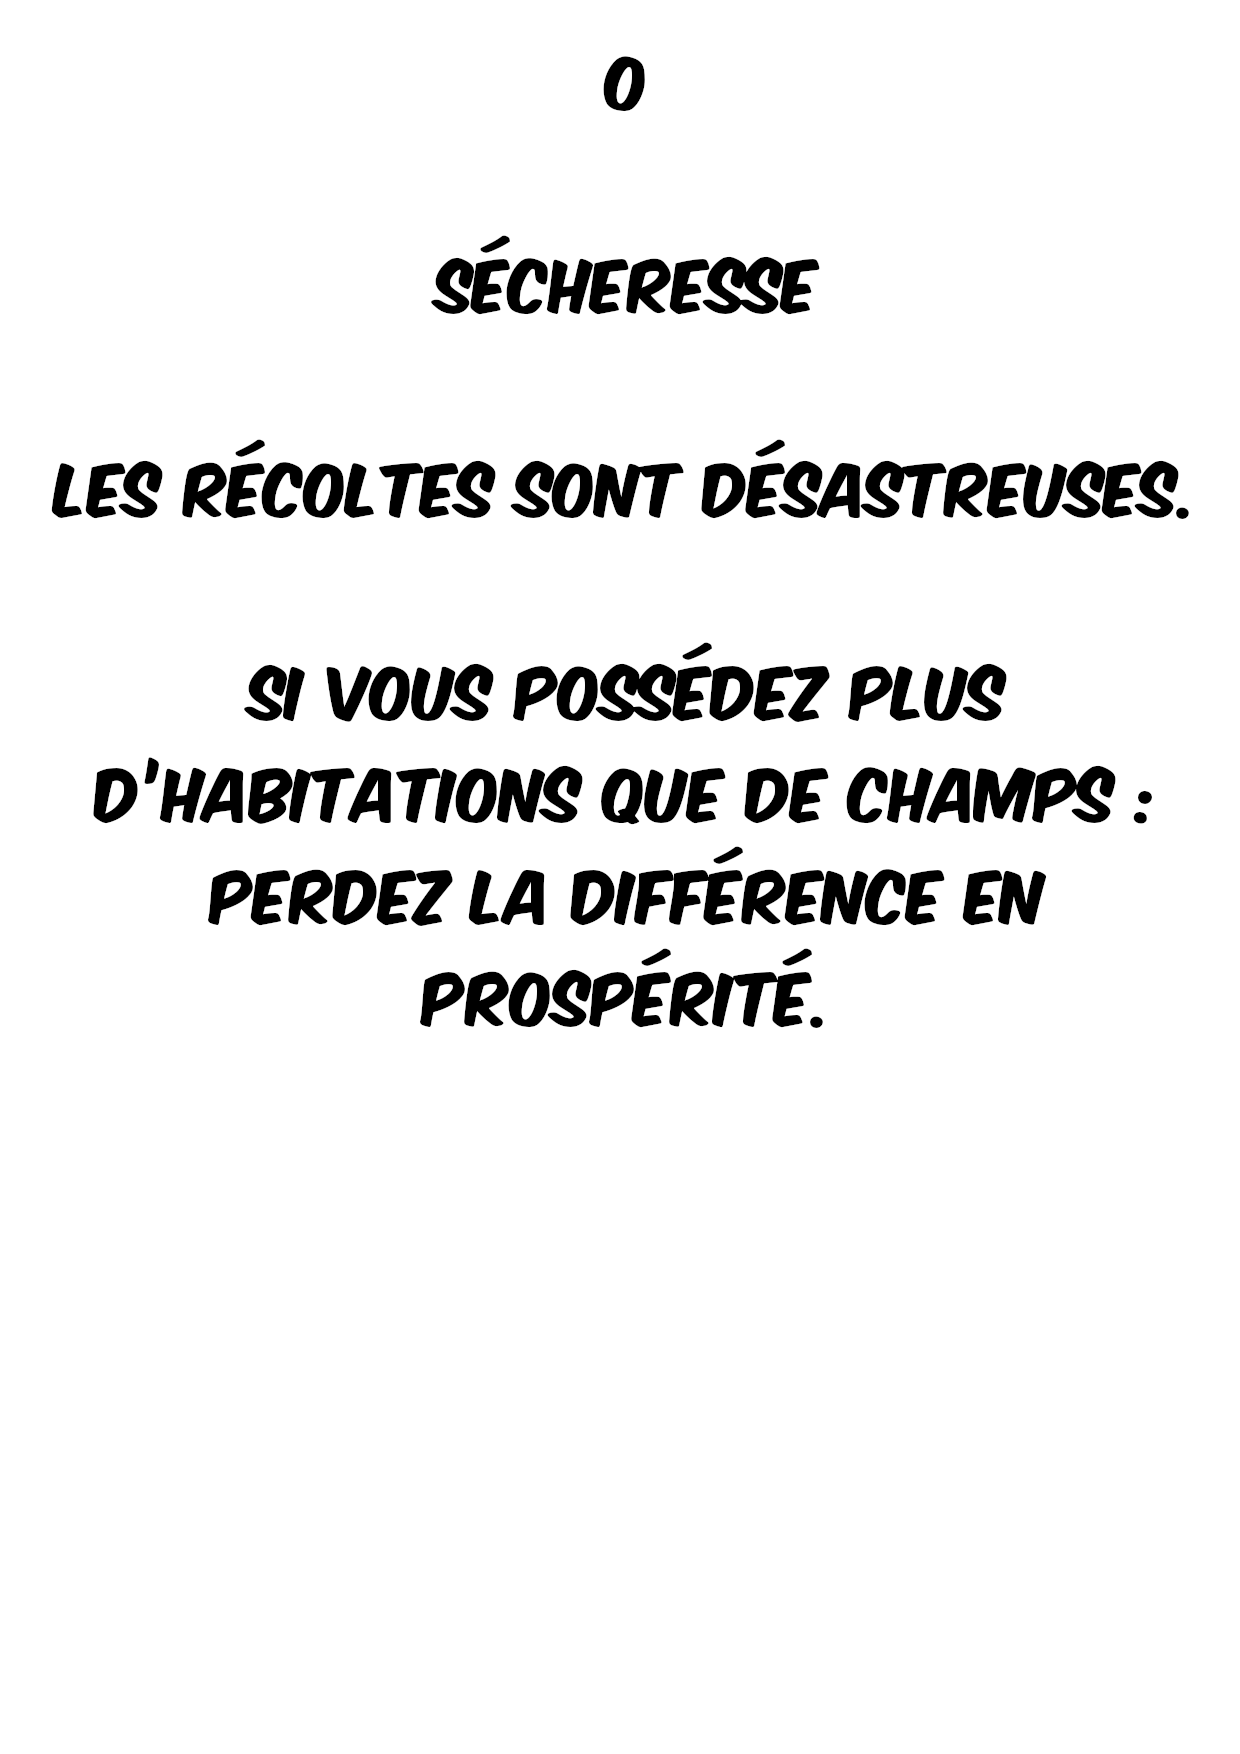 0
SÉCHERESSE
LES RÉCOLTES SONT DÉSASTREUSES.
SI VOUS POSSÉDEZ PLUS
D'HABITATIONS QUE DE CHAMPS :
PERDEZ LA DIFFÉRENCE EN
PROSPÉRITÉ.